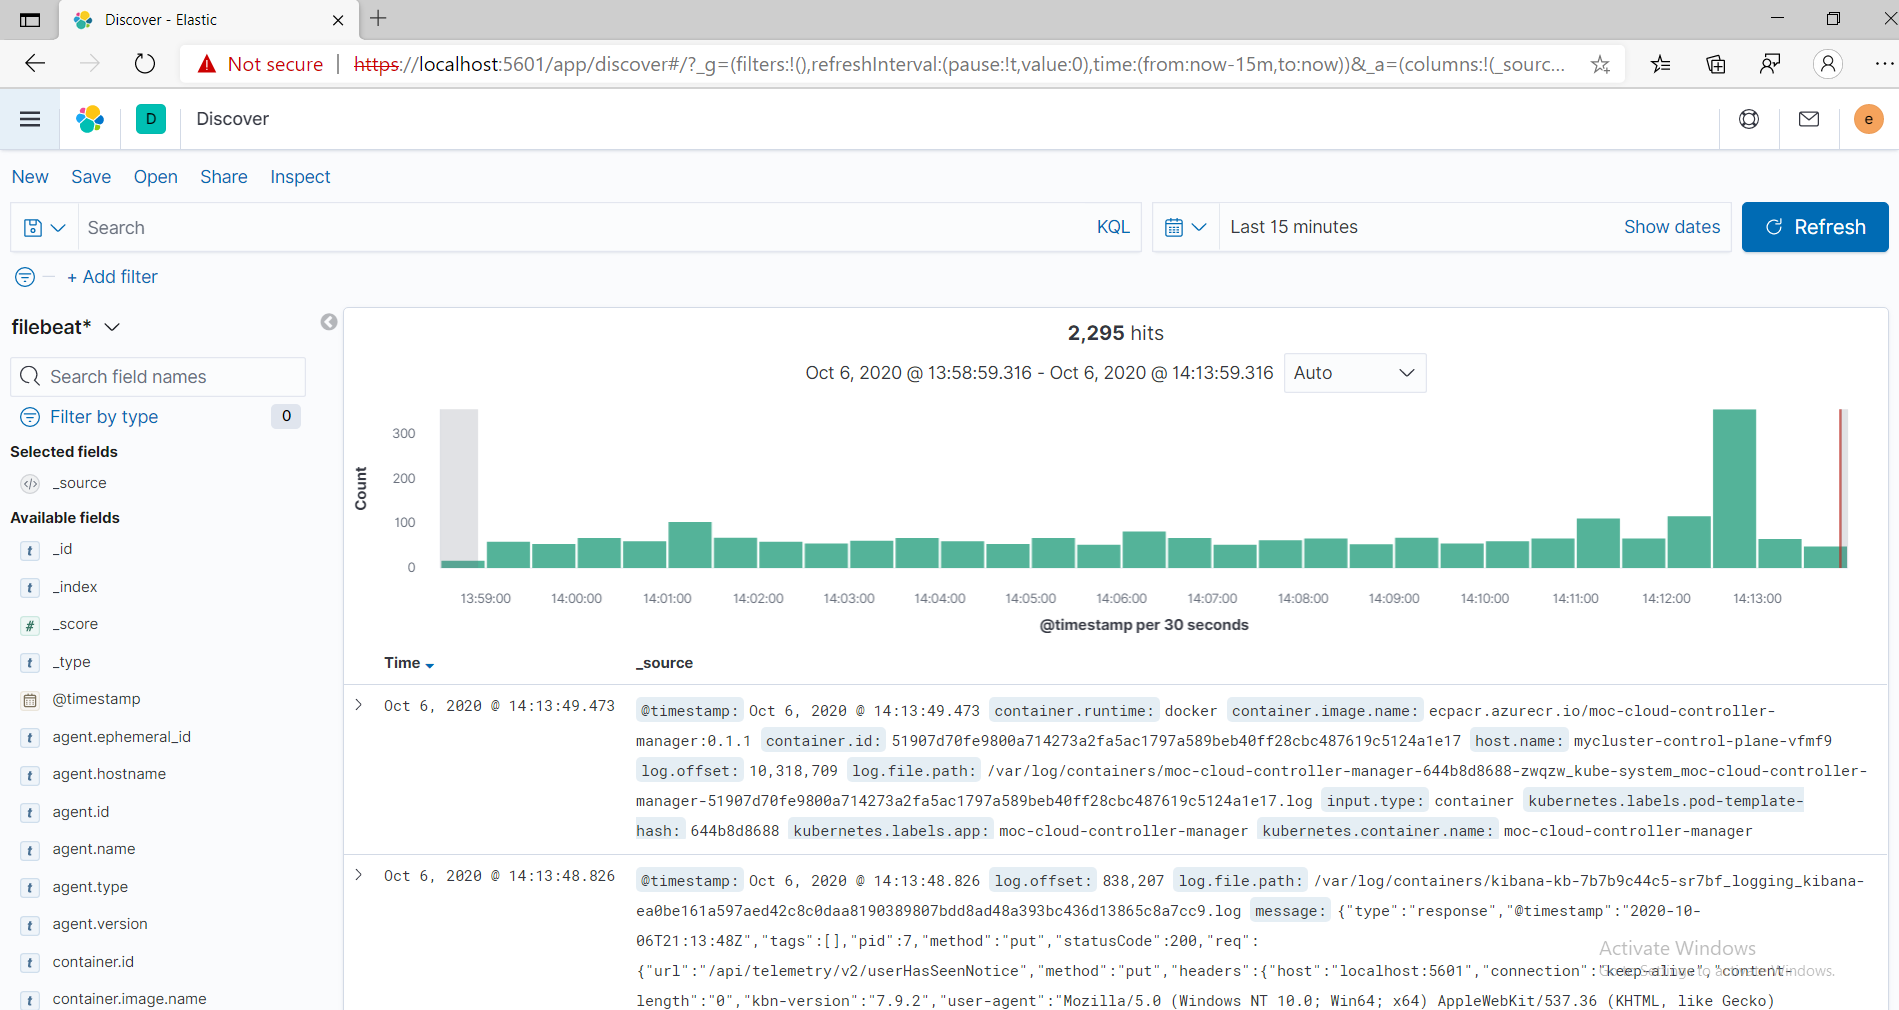 Discover - Elastic
Not secure | https://localhost:5601/app/discover#/?_g=(filters:!(),refreshInterval:(pause:!t,value:0),time:(from:now-15m,to:now))&_a=(columns:!(_sourc...
D Discover e
New Save Open Share Inspect
Search KQL Last 15 minutes Show dates Refresh
+ Add filter
filebeat*
Search field names
Filter by type 0
Selected fields
_source
Available fields
_id
_index
# _score
_type
@timestamp
agent.ephemeral_id
agent.hostname
agent.id
agent.name
agent.type
agent.version
container.id
container.image.name
2,295 hits
Oct 6, 2020 @ 13:58:59.316 - Oct 6, 2020 @ 14:13:59.316 Auto
Count
300
200
100
0
13:59:00 14:00:00 14:01:00 14:02:00 14:03:00 14:04:00 14:05:00 14:06:00 14:07:00 14:08:00 14:09:00 14:10:00 14:11:00 14:12:00 14:13:00
@timestamp per 30 seconds
Time _source
Oct 6, 2020 @ 14:13:49.473 @timestamp: Oct 6, 2020 @ 14:13:49.473 container.runtime: docker container.image.name: ecpacr.azurecr.io/moc-cloud-controller-
manager:0.1.1 container.id: 51907d70fe9800a714273a2fa5ac1797a589beb40ff28cbc487619c5124a1e17 host.name: mycluster-control-plane-vfmf9
log.offset: 10,318,709 log.file.path: /var/log/containers/moc-cloud-controller-manager-644b8d8688-zwqzw_kube-system_moc-cloud-controller-
manager-51907d70fe9800a714273a2fa5ac1797a589beb40ff28cbc487619c5124a1e17.log input.type: container kubernetes.labels.pod-template-
hash: 644b8d8688 kubernetes.labels.app: moc-cloud-controller-manager kubernetes.container.name: moc-cloud-controller-manager
Oct 6, 2020 @ 14:13:48.826 @timestamp: Oct 6, 2020 @ 14:13:48.826 log.offset: 838,207 log.file.path: /var/log/containers/kibana-kb-7b7b9c44c5-sr7bf_logging_kibana-
ea0be161a597aed42c8c0daa8190389807bdd8ad48a393bc436d13865c8a7cc9.log message: {"type":"response","@timestamp":"2020-10-
06T21:13:48Z","tags":[],"pid":7,"method":"put","statusCode":200,"req":
{"url":"/api/telemetry/v2/userHasSeenNotice","method":"put","headers":{"host":"localhost:5601","connection":"keep-alive","content-
length":"0","kbn-version":"7.9.2","user-agent":"Mozilla/5.0 (Windows NT 10.0; Win64; x64) AppleWebKit/537.36 (KHTML, like Gecko)
Activate Windows
Go to Settings to activate Windows.